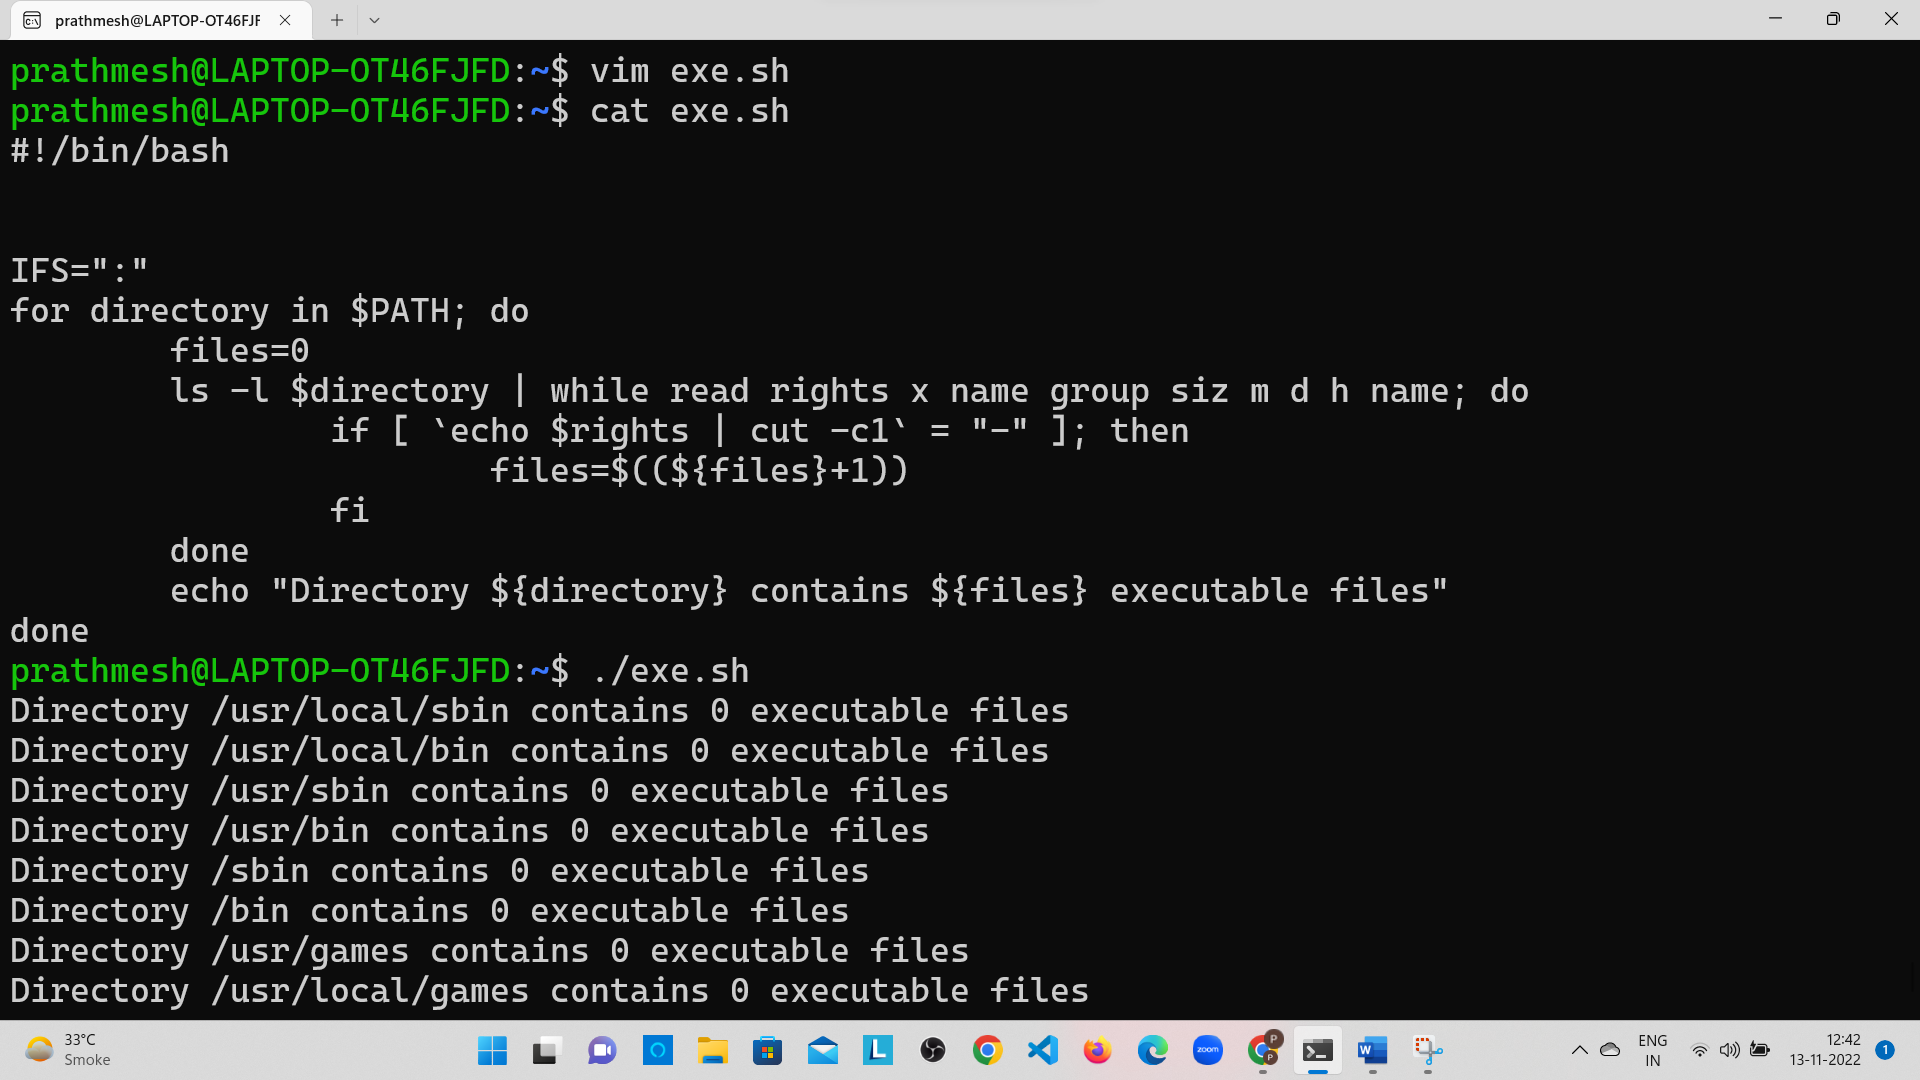 prathmesh@LAPTOP-OT46FJF
prathmesh@LAPTOP-OT46FJFD:~$ vim exe.sh
prathmesh@LAPTOP-OT46FJFD:~$ cat exe.sh
#!/bin/bash
IFS=":"
for directory in $PATH; do
        files=0
        ls -l $directory | while read rights x name group siz m d h name; do
                if [ `echo $rights | cut -c1` = "-" ]; then
                        files=$((${files}+1))
                fi
        done
        echo "Directory ${directory} contains ${files} executable files"
done
prathmesh@LAPTOP-OT46FJFD:~$ ./exe.sh
Directory /usr/local/sbin contains 0 executable files
Directory /usr/local/bin contains 0 executable files
Directory /usr/sbin contains 0 executable files
Directory /usr/bin contains 0 executable files
Directory /sbin contains 0 executable files
Directory /bin contains 0 executable files
Directory /usr/games contains 0 executable files
Directory /usr/local/games contains 0 executable files
33°C
Smoke
L
zoom
P
P
W
ENG
IN
12:42
13-11-2022
1